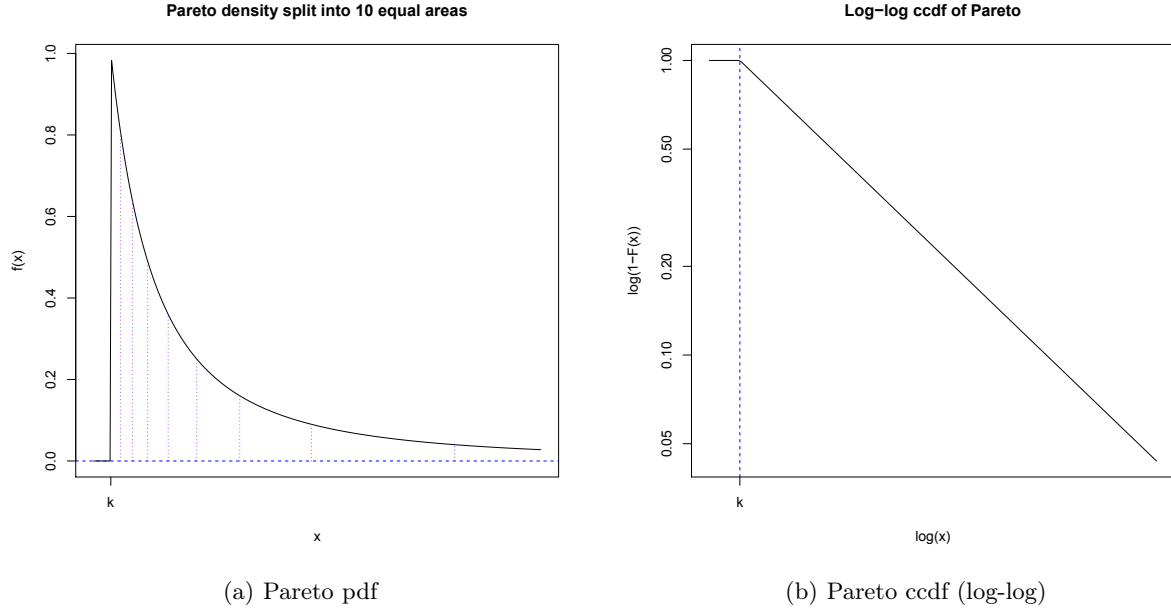 Pareto density split into 10 equal areas
f(x)
1.0
0.8
0.6
0.4
0.2
0.0
k
x
(a) Pareto pdf
Log−log ccdf of Pareto
log(1−F(x))
1.00
0.50
0.20
0.10
0.05
k
log(x)
(b) Pareto ccdf (log-log)